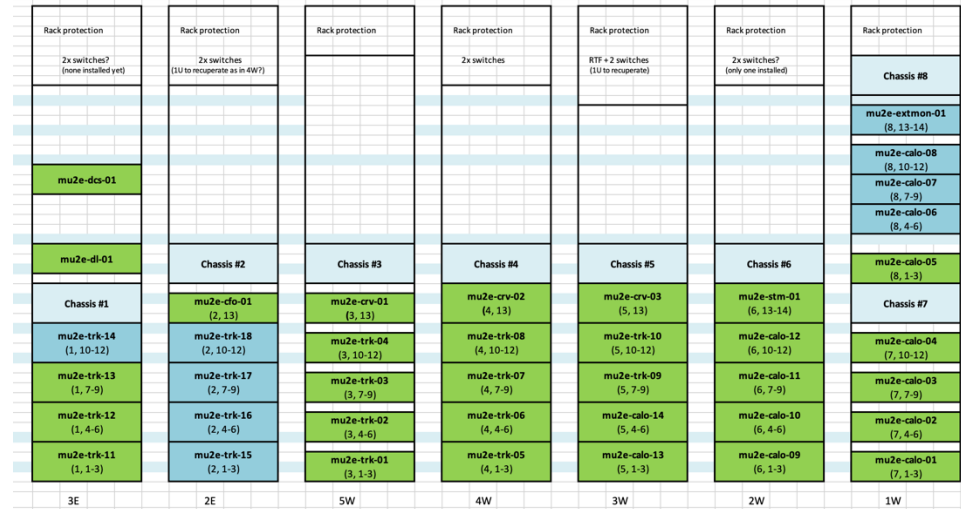 Rack protection
2x switches?
(none installed yet)
mu2e-dcs-01
mu2e-dl-01
Chassis #1
mu2e-trk-14
(1, 10-12)
mu2e-trk-13
(1, 7-9)
mu2e-trk-12
(1, 4-6)
mu2e-trk-11
(1, 1-3)
3E
Rack protection
2x switches
(1U to recuperate as in 4W?)
Chassis #2
mu2e-cfo-01
(2, 13)
mu2e-trk-18
(2, 10-12)
mu2e-trk-17
(2, 7-9)
mu2e-trk-16
(2, 4-6)
mu2e-trk-15
(2, 1-3)
2E
Rack protection
Chassis #3
mu2e-crv-01
(3, 13)
mu2e-trk-04
(3, 10-12)
mu2e-trk-03
(3, 7-9)
mu2e-trk-02
(3, 4-6)
mu2e-trk-01
(3, 1-3)
5W
Rack protection
2x switches
Chassis #4
mu2e-crv-02
(4, 13)
mu2e-trk-08
(4, 10-12)
mu2e-trk-07
(4, 7-9)
mu2e-trk-06
(4, 4-6)
mu2e-trk-05
(4, 1-3)
4W
Rack protection
RTF + 2 switches
(1U to recuperate)
Chassis #5
mu2e-crv-03
(5, 13)
mu2e-trk-10
(5, 10-12)
mu2e-trk-09
(5, 7-9)
mu2e-calo-14
(5, 4-6)
mu2e-calo-13
(5, 1-3)
3W
Rack protection
2x switches?
(only one installed)
Chassis #6
mu2e-stm-01
(6, 13-14)
mu2e-calo-12
(6, 10-12)
mu2e-calo-11
(6, 7-9)
mu2e-calo-10
(6, 4-6)
mu2e-calo-09
(6, 1-3)
2W
Rack protection
Chassis #8
mu2e-extmon-01
(8, 13-14)
mu2e-calo-08
(8, 10-12)
mu2e-calo-07
(8, 7-9)
mu2e-calo-06
(8, 4-6)
mu2e-calo-05
(8, 1-3)
Chassis #7
mu2e-calo-04
(7, 10-12)
mu2e-calo-03
(7, 7-9)
mu2e-calo-02
(7, 4-6)
mu2e-calo-01
(7, 1-3)
1W